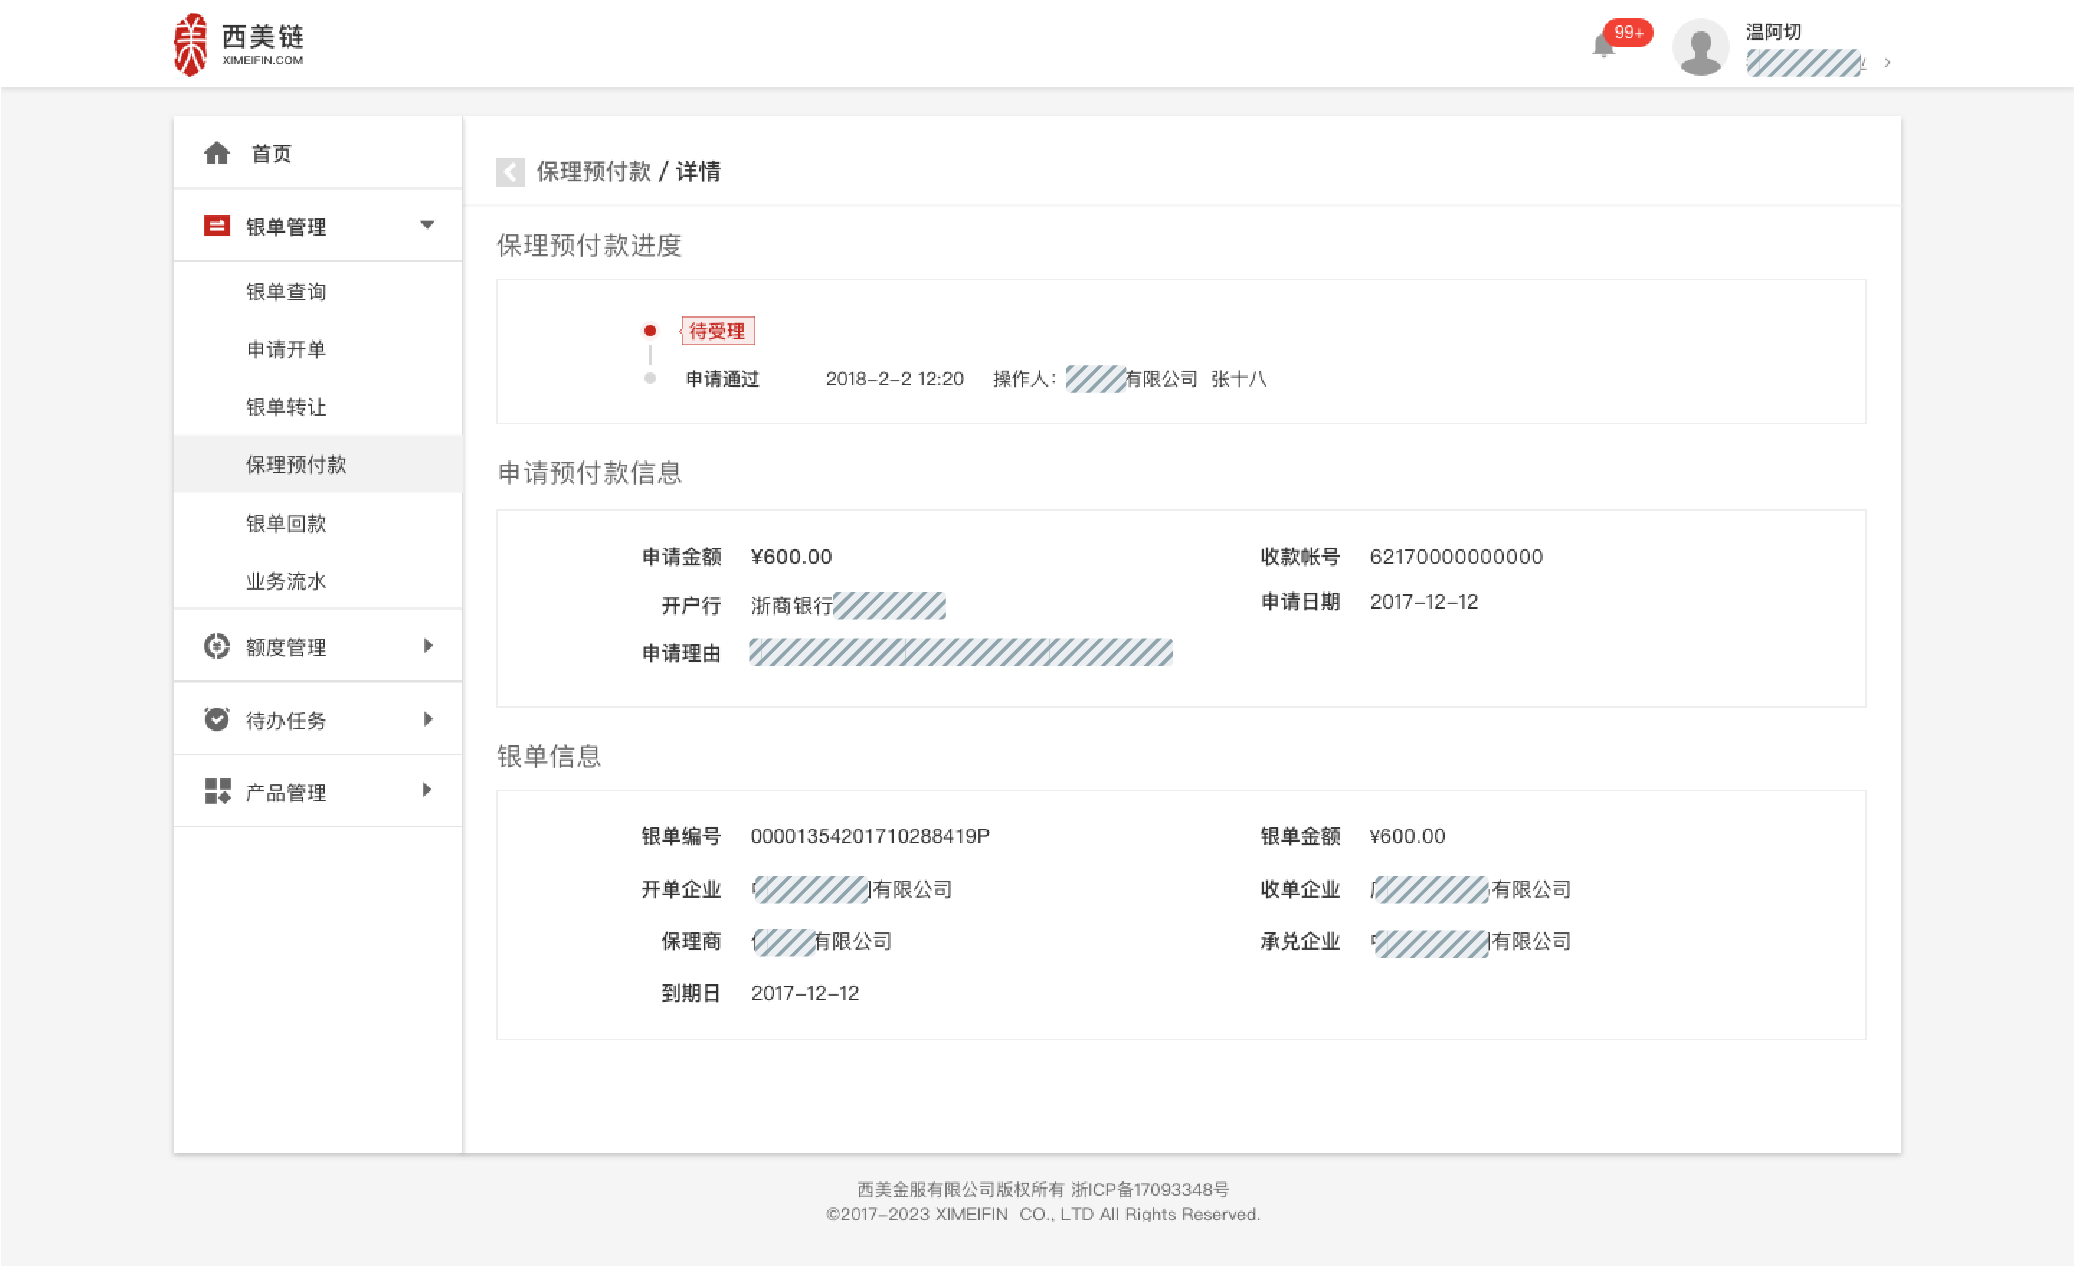 西美链
XIMEIFIN.COM
99+
温阿切
首页
银单管理
银单查询
申请开单
银单转让
保理预付款
银单回款
业务流水
额度管理
待办任务
产品管理
保理预付款 / 详情
保理预付款进度
待受理
申请通过 2018-2-2 12:20 操作人: 有限公司 张十八
申请预付款信息
申请金额 ¥600.00 收款帐号 62170000000000
开户行 浙商银行 申请日期 2017-12-12
申请理由
银单信息
银单编号 00001354201710288419P 银单金额 ¥600.00
开单企业 有限公司 收单企业 有限公司
保理商 有限公司 承兑企业 有限公司
到期日 2017-12-12
西美金服有限公司版权所有 浙ICP备17093348号
©2017-2023 XIMEIFIN CO., LTD All Rights Reserved.